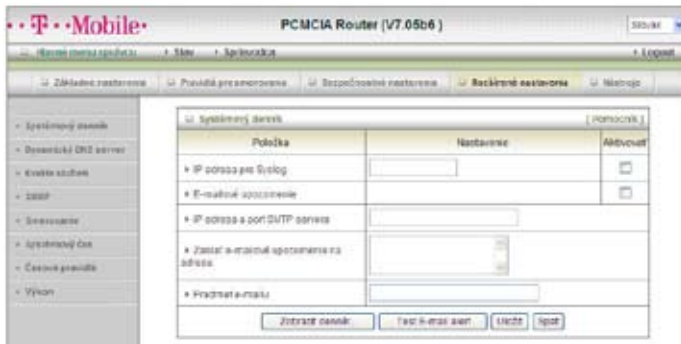 T-Mobile
PCMCIA Router (V7.05b6)
Slovak
Hlavné menu správcu
Stav
Sprievodca
Logout
Základné nastavenia
Pravidlá presmerovania
Bezpečnostné nastavenia
Rozšírené nastavenia
Nástroje
Systémový denník
Dynamický DNS server
Kvalita služieb
SNMP
Smerovanie
Systémový čas
Časové pravidlá
Výkon
Systémový denník
[ Pomocník ]
Položka
Nastavenie
Aktivovať
IP adresa pre Syslog
E-mailové upozornenie
IP adresa a port SMTP servera
Zaslať e-mailové upozornenie na adresu
Predmet e-mailu
Zobraziť denník...
Test E-mail alert
Uložiť
Späť